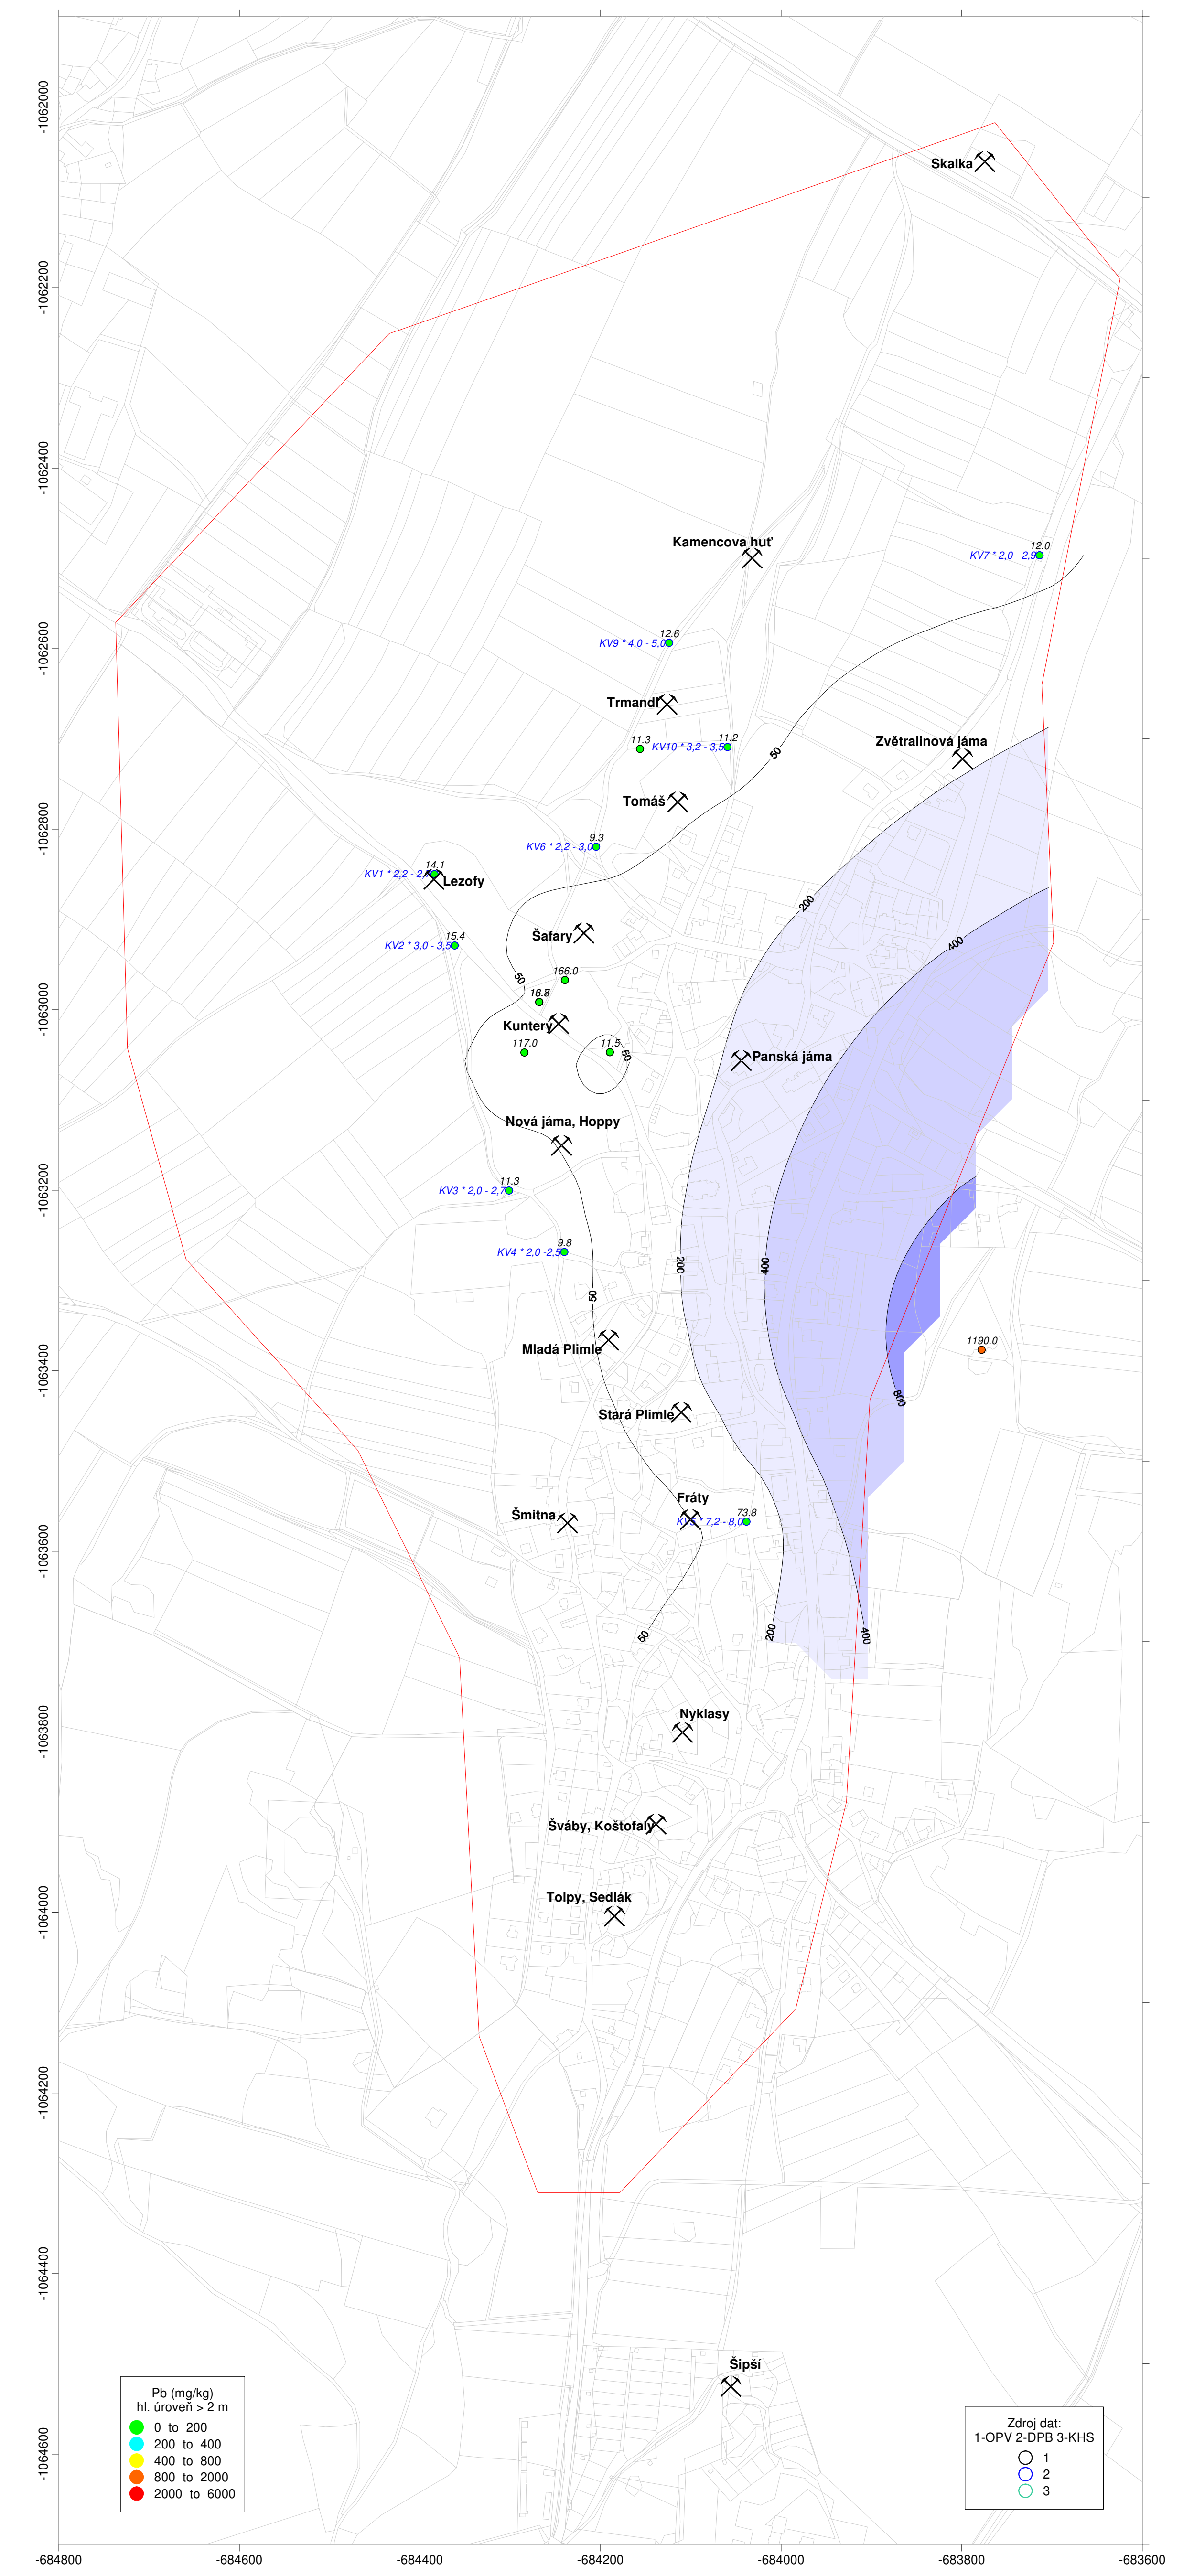 -1062000
Skalka
-1062200
-1062400
Kamencova huť
12.0
KV7 * 2,0 - 2,9
50
-1062600
12.6
KV9 * 4,0 - 5,0
Trmandl
11.3
KV10 * 3,2 - 3,5
11.2
50
Zvětralinová jáma
Tomáš
-1062800
9.3
KV6 * 2,2 - 3,0
14.1
KV1 * 2,2 -
Lezofy
200
400
Šafary
15.4
KV2 * 3,0 - 3,5
166.0
50
-1063000
Kuntery
117.0
11.5
50
Panská jáma
Nová jáma, Hoppy
11.3
KV3 * 2,0 - 2,7
-1063200
9.8
KV4 * 2,0 -2,5
200
400
50
1190.0
Mladá Plimle
-1063400
800
Stará Plimle
Fráty
73.8
* 7,2 - 8,0
Šmitna
-1063600
50
200
400
Nyklasy
-1063800
Šváby, Koštofaly
Tolpy, Sedlák
-1064000
-1064200
-1064400
Šipší
-1064600
Pb (mg/kg)
hl. úroveň > 2 m
0 to 200
200 to 400
400 to 800
800 to 2000
2000 to 6000
Zdroj dat:
1-OPV 2-DPB 3-KHS
1
2
3
-684800
-684600
-684400
-684200
-684000
-683800
-683600